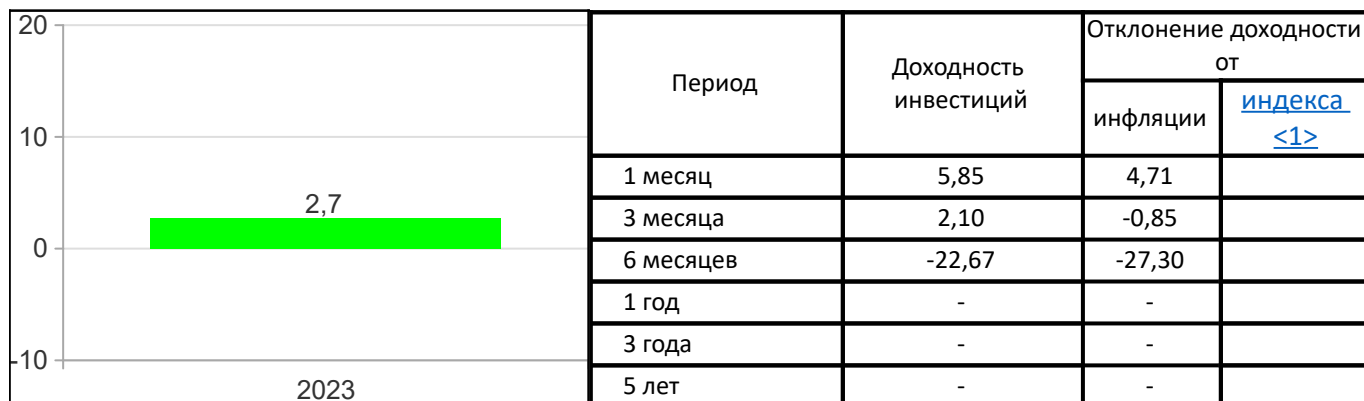 20
10
0
-10
2,7
2023
Период
Доходность
инвестиций
Отклонение доходности
от
инфляции
индекса
<1>
1 месяц 5,85 4,71
3 месяца 2,10 -0,85
6 месяцев -22,67 -27,30
1 год - -
3 года - -
5 лет - -